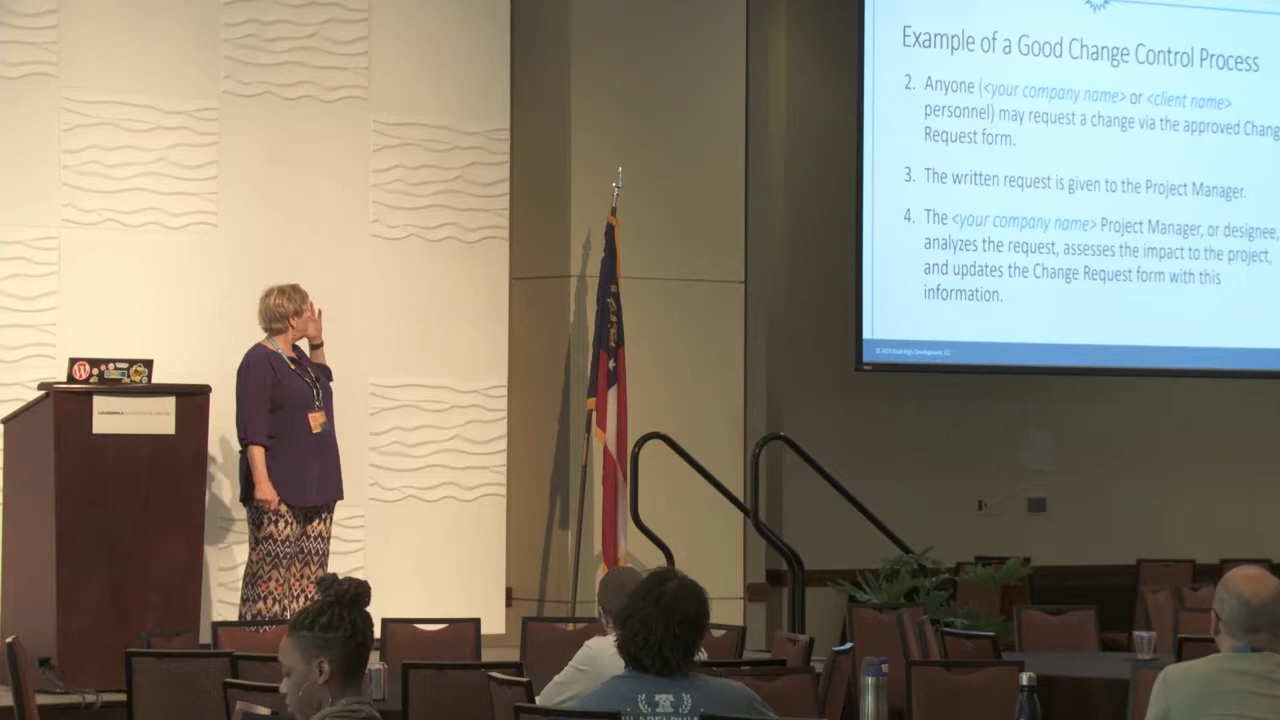 Example of a Good Change Control Process
2. Anyone (<your company name> or <client name>
personnel) may request a change via the approved Chang
Request form.
3. The written request is given to the Project Manager.
4. The <your company name> Project Manager, or designee,
analyzes the request, assesses the impact to the project,
and updates the Change Request form with this
information.
LLC
W